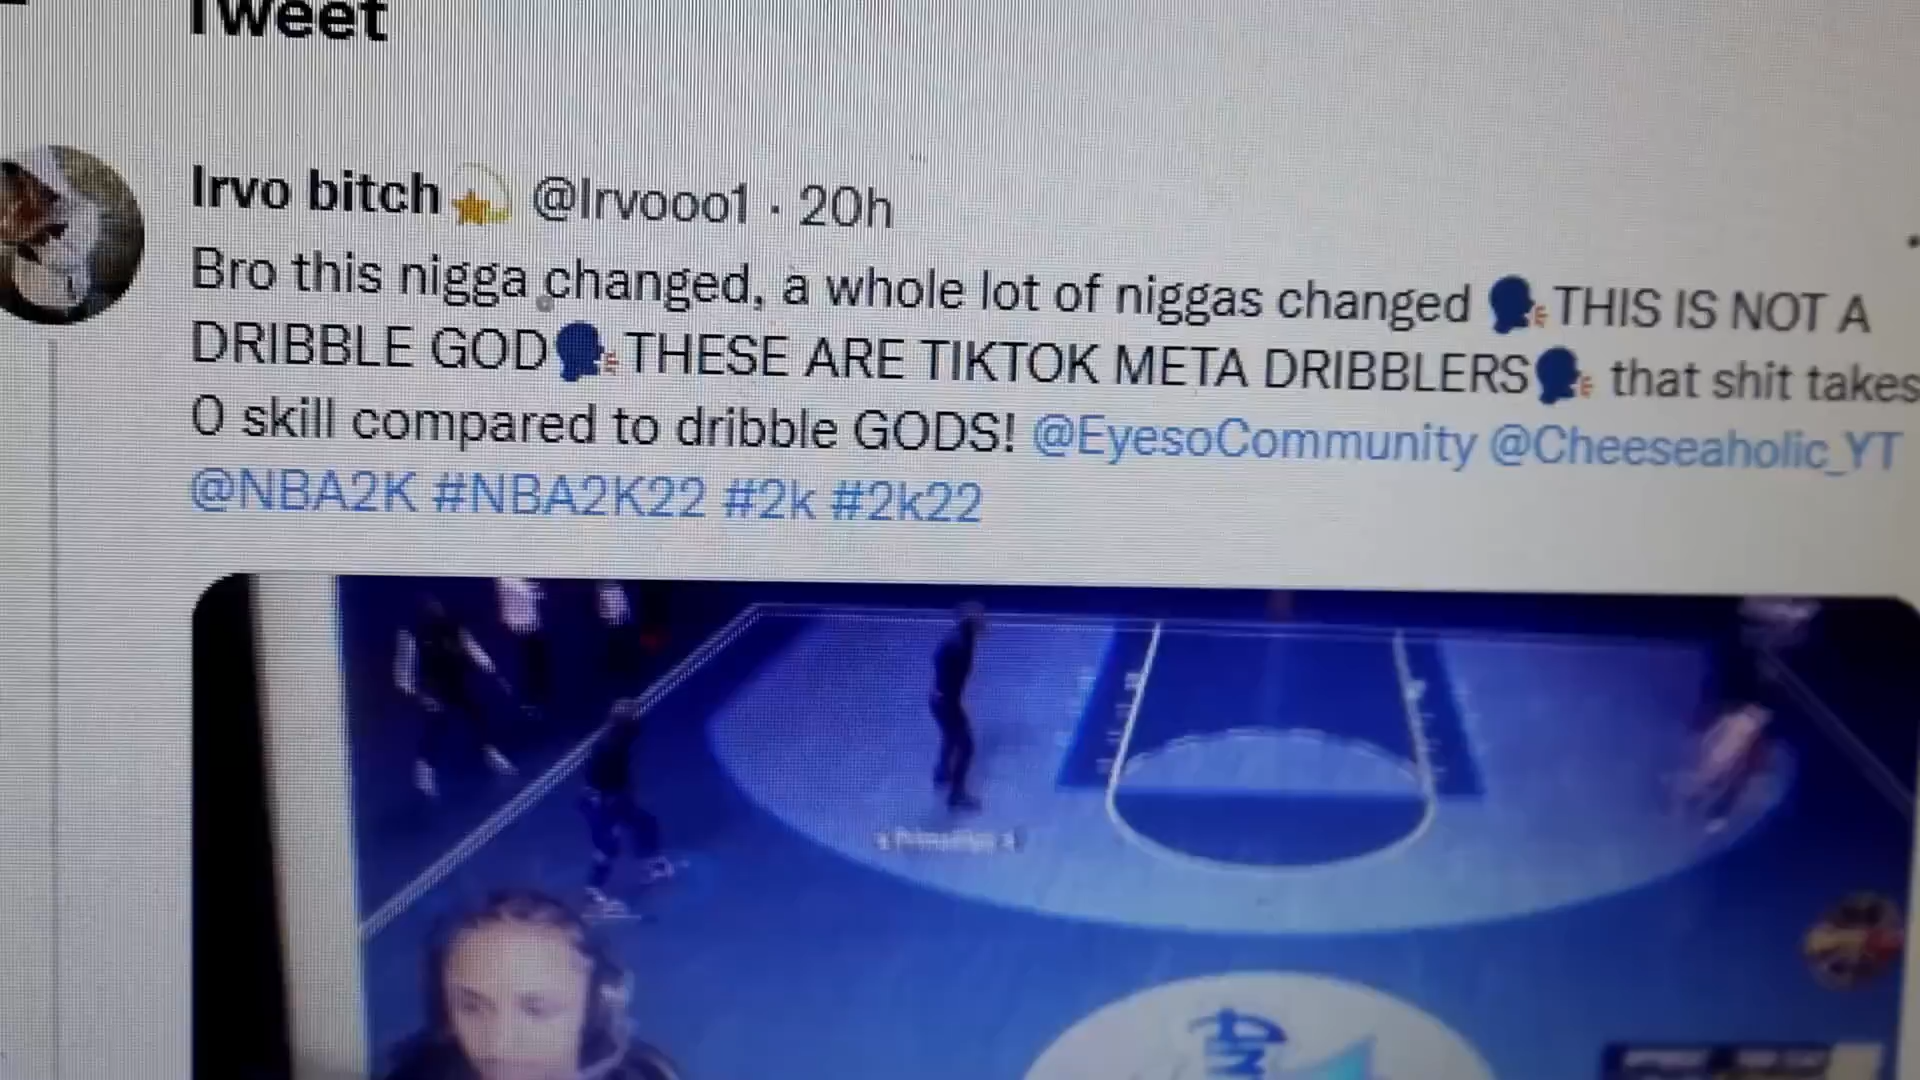 Tweet
Irvo bitch💫 @Irvooo1 · 20h
Bro this nigga changed, a whole lot of niggas changed 🗣️THIS IS NOT A
DRIBBLE GOD🗣️THESE ARE TIKTOK META DRIBBLERS🗣️ that shit takes
0 skill compared to dribble GODS! @EyesoCommunity @Cheeseaholic_YT
@NBA2K #NBA2K22 #2k #2k22